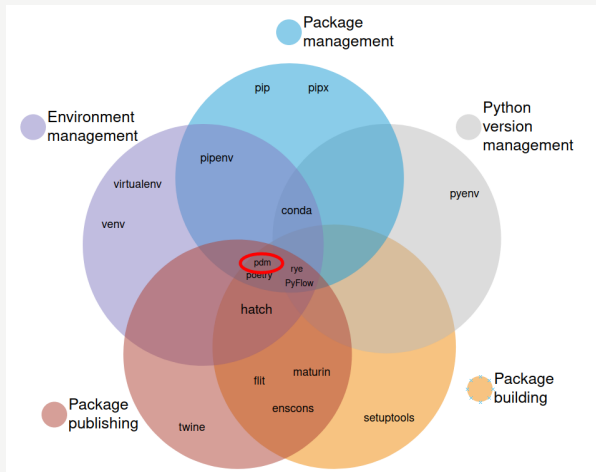 Package
management
pip
pipx
Environment
management
Python
version
management
pipenv
virtualenv
pyenv
conda
venv
pdm
rye
poetry
PyFlow
hatch
maturin
flit
Package
building
enscons
Package
publishing
setuptools
twine